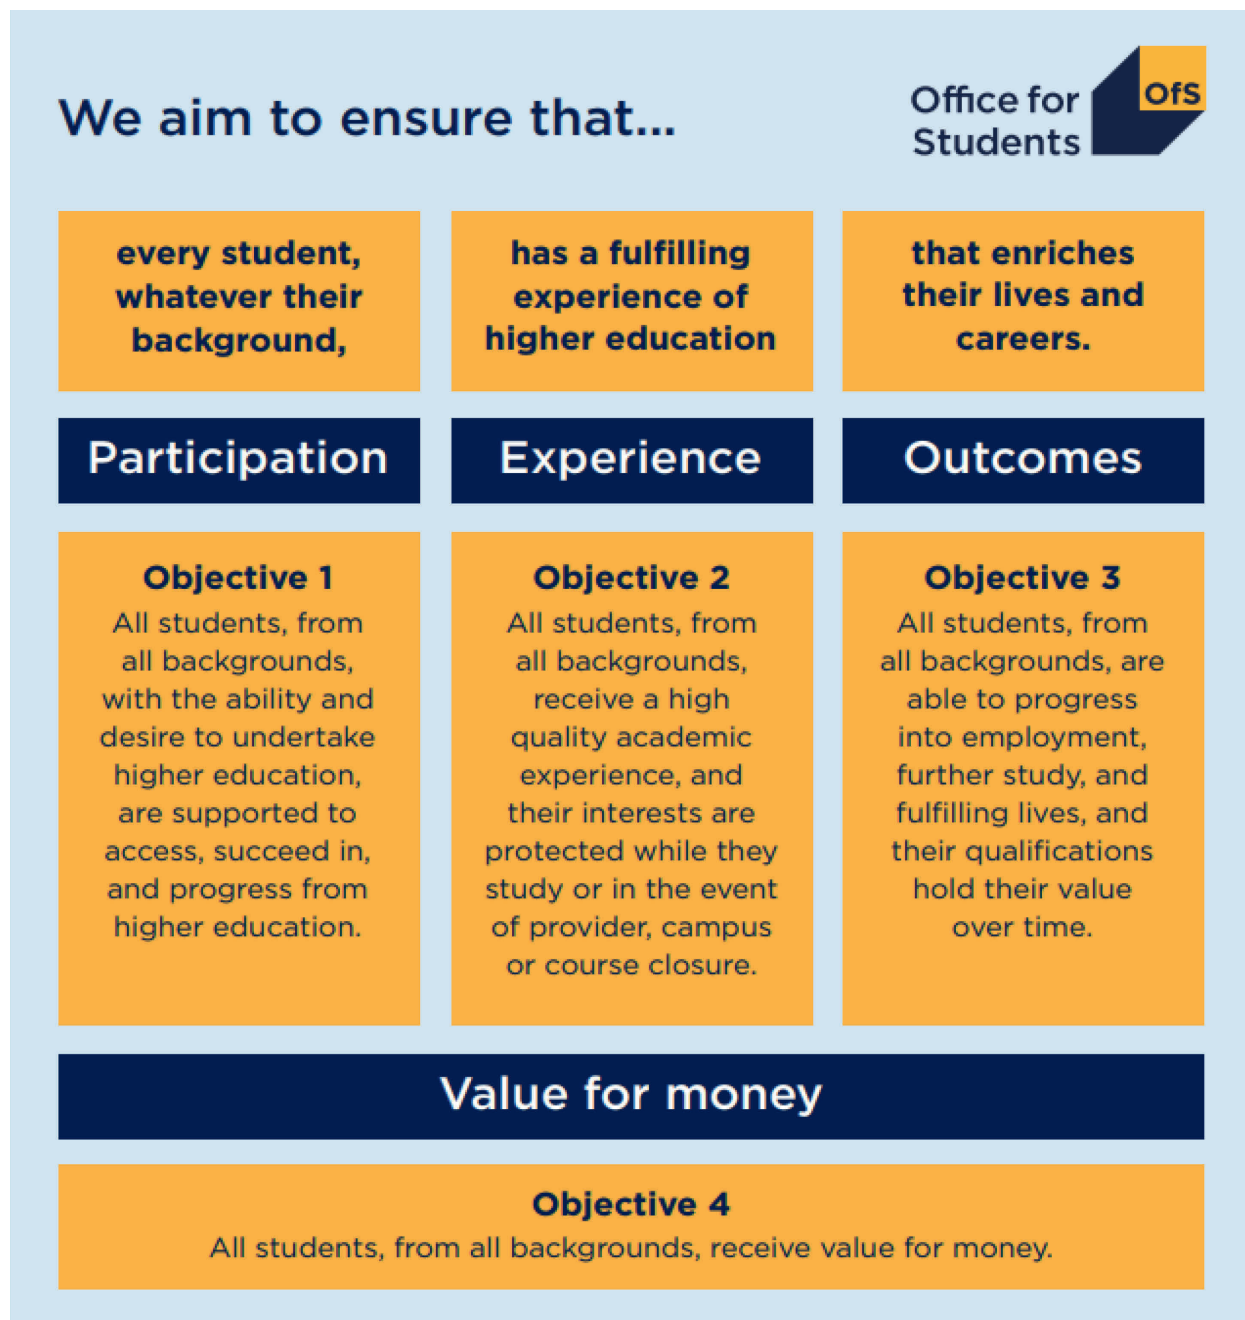 We aim to ensure that...
Office for
Students
OfS
every student,
whatever their
background,
has a fulfilling
experience of
higher education
that enriches
their lives and
careers.
Participation
Experience
Outcomes
Objective 1
All students, from
all backgrounds,
with the ability and
desire to undertake
higher education,
are supported to
access, succeed in,
and progress from
higher education.
Objective 2
All students, from
all backgrounds,
receive a high
quality academic
experience, and
their interests are
protected while they
study or in the event
of provider, campus
or course closure.
Objective 3
All students, from
all backgrounds, are
able to progress
into employment,
further study, and
fulfilling lives, and
their qualifications
hold their value
over time.
Value for money
Objective 4
All students, from all backgrounds, receive value for money.